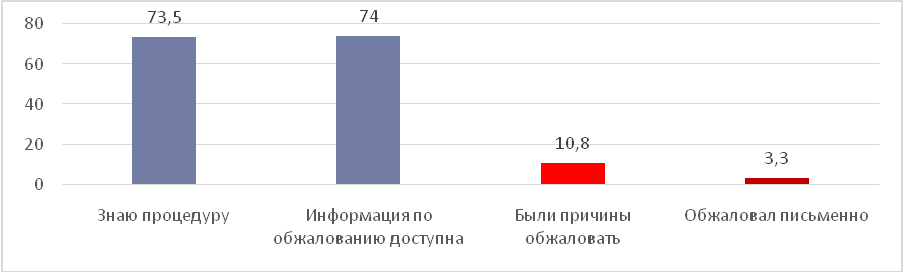 80
60
40
20
0
73,5
74
10,8
3,3
Знаю процедуру
Информация по
обжалованию доступна
Были причины
обжаловать
Обжаловал письменно